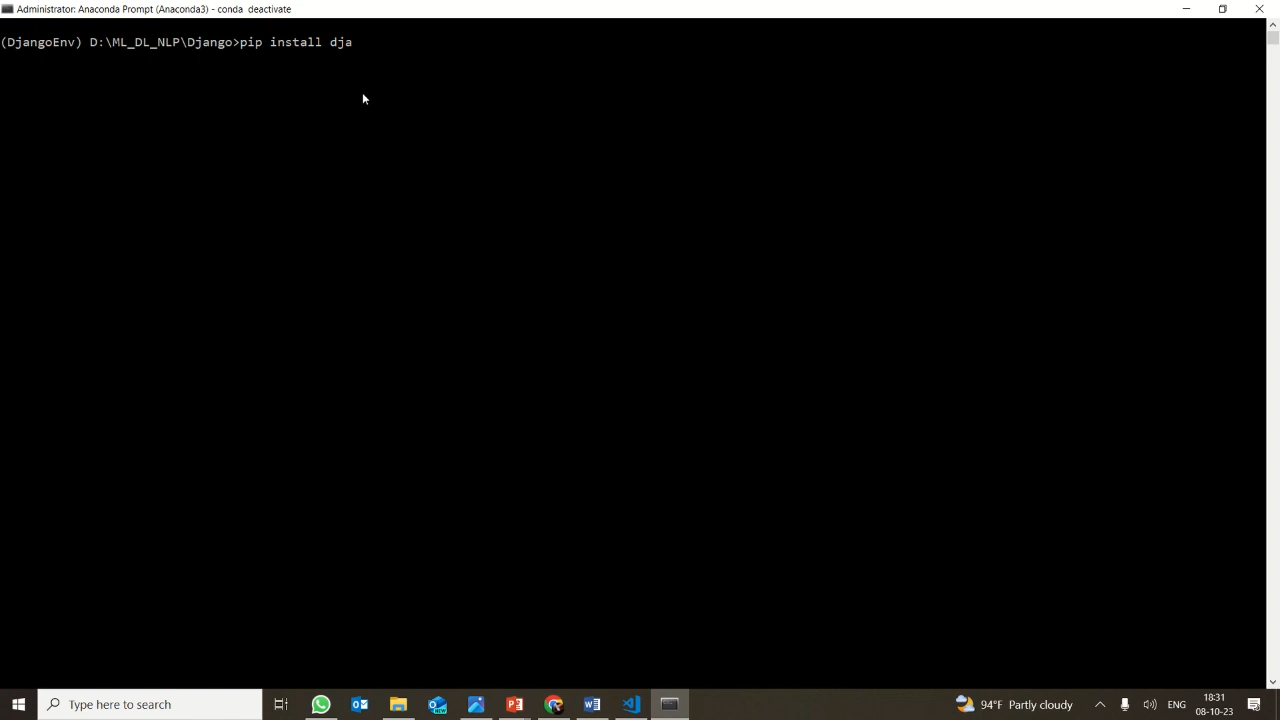 Administrator: Anaconda Prompt (Anaconda3) - conda deactivate
(DjangoEnv) D:\ML_DL_NLP\Django>pip install dja
Type here to search
NEW
94°F Partly cloudy
ENG
18:31
08-10-23